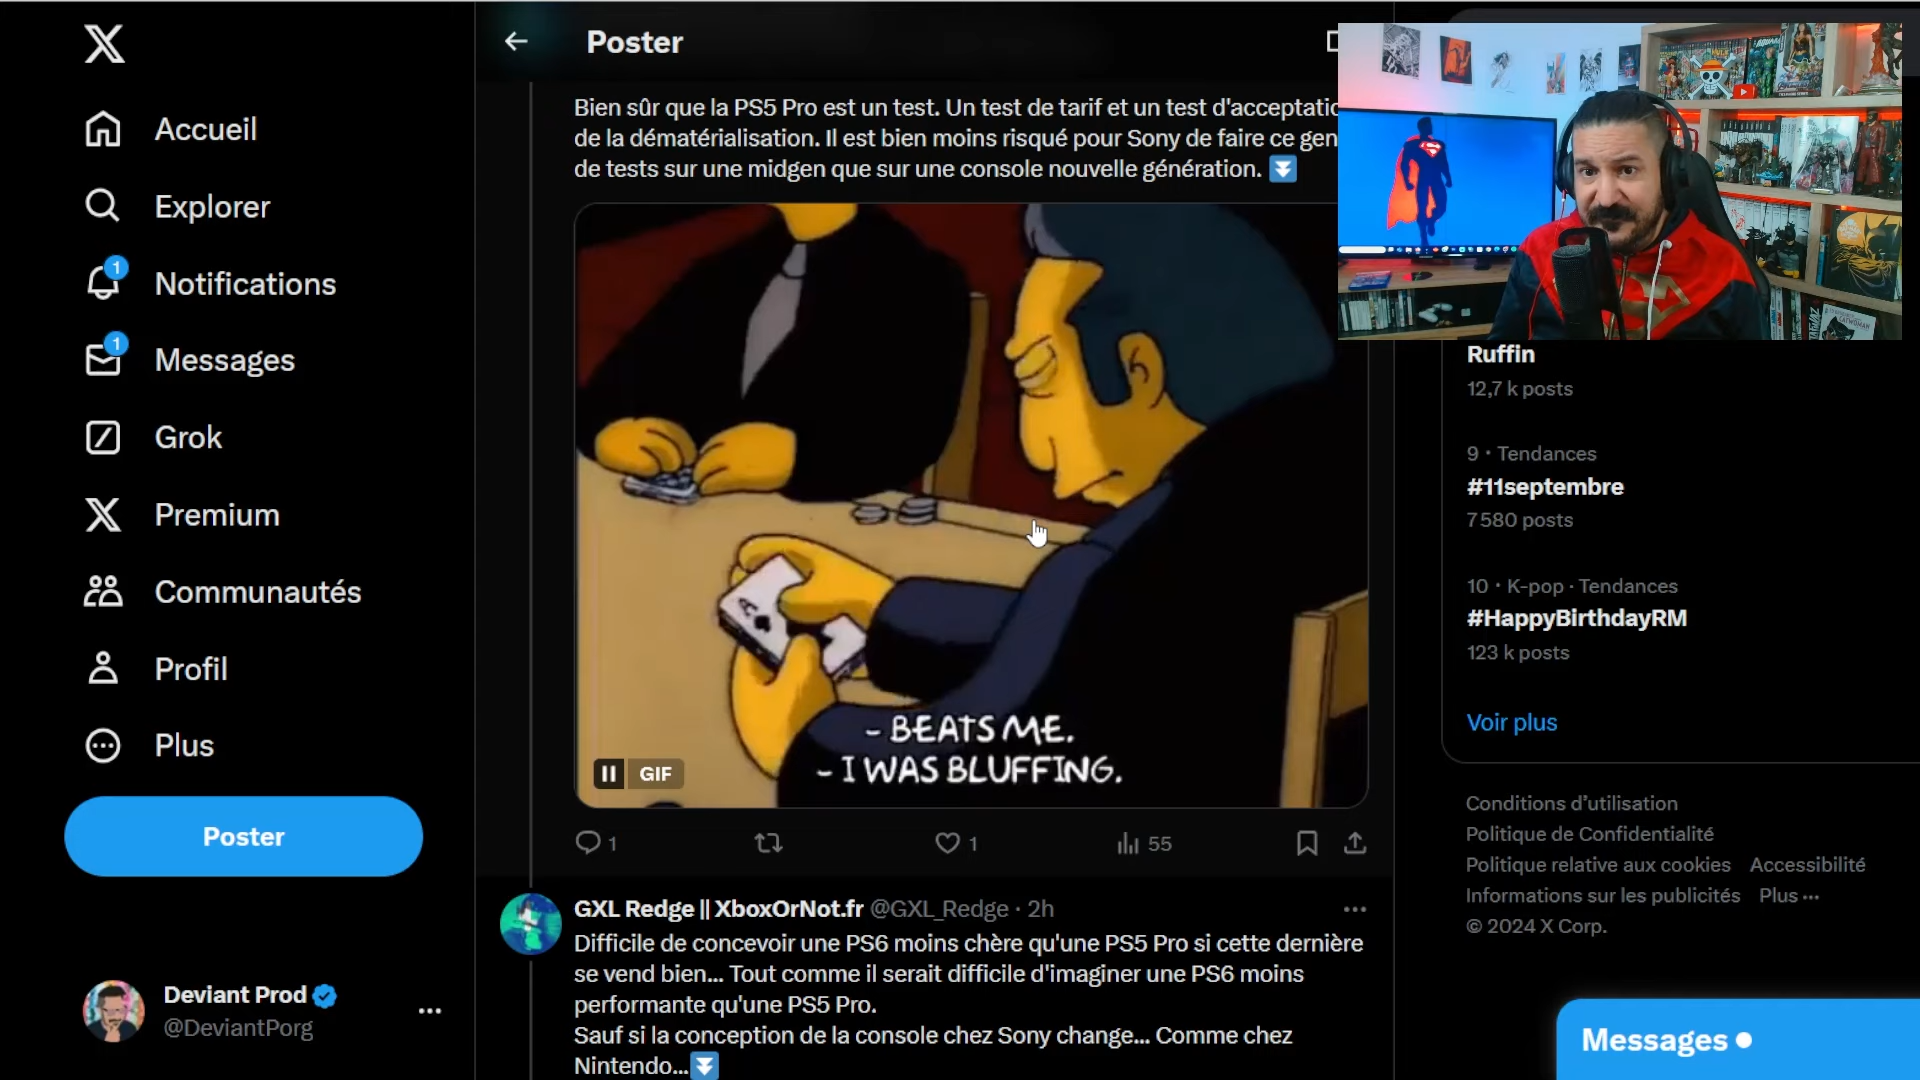 Poster
Accueil
Explorer
1
Notifications
1
Messages
Grok
Premium
Communautés
Profil
Plus
Poster
Deviant Prod
@DeviantPorg
Bien sûr que la PS5 Pro est un test. Un test de tarif et un test d'acceptatio
de la dématérialisation. Il est bien moins risqué pour Sony de faire ce gen
de tests sur une midgen que sur une console nouvelle génération.
- BEATS ME.
- I WAS BLUFFING.
GIF
1
1
55
GXL Redge || XboxOrNot.fr @GXL_Redge · 2h
Difficile de concevoir une PS6 moins chère qu'une PS5 Pro si cette dernière
se vend bien... Tout comme il serait difficile d'imaginer une PS6 moins
performante qu'une PS5 Pro.
Sauf si la conception de la console chez Sony change... Comme chez
Nintendo...
CATWOMAN
Ruffin
12,7 k posts
9 · Tendances
#11septembre
7 580 posts
10 · K-pop · Tendances
#HappyBirthdayRM
123 k posts
Voir plus
Conditions d'utilisation
Politique de Confidentialité
Politique relative aux cookies Accessibilité
Informations sur les publicités Plus ···
© 2024 X Corp.
Messages